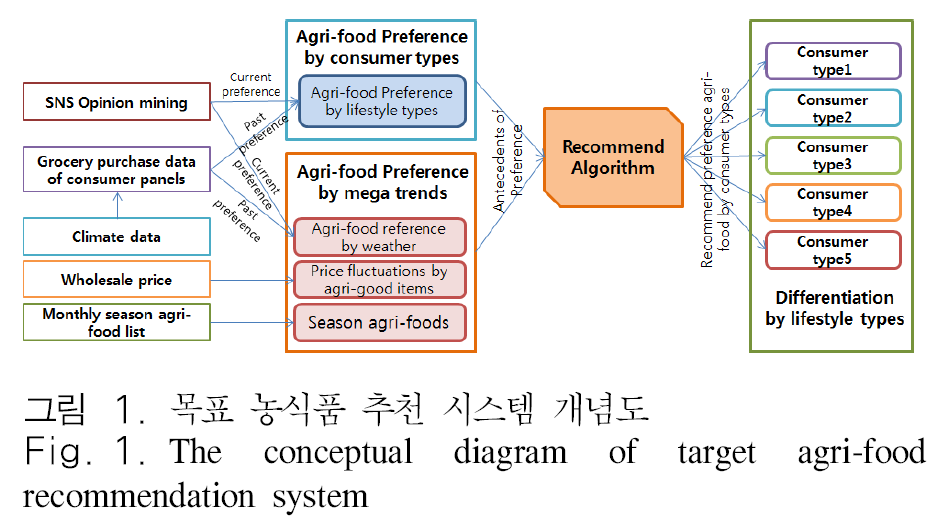 SNS Opinion mining
Grocery purchase data
of consumer panels
Climate data
Wholesale price
Monthly season agri-
food list
Current
preference
Past
preference
Current
preference
Past
preference
Agri-food Preference
by consumer types
Agri-food Preference
by lifestyle types
Agri-food Preference
by mega trends
Agri-food reference
by weather
Price fluctuations by
agri-good items
Season agri-foods
Antecedents of
Preference
Recommend
Algorithm
Recommend preference agri-
food by consumer types
Consumer
type1
Consumer
type2
Consumer
type3
Consumer
type4
Consumer
type5
Differentiation
by lifestyle types
그림 1. 목표 농식품 추천 시스템 개념도
Fig. 1. The conceptual diagram of target agri-food
recommendation system